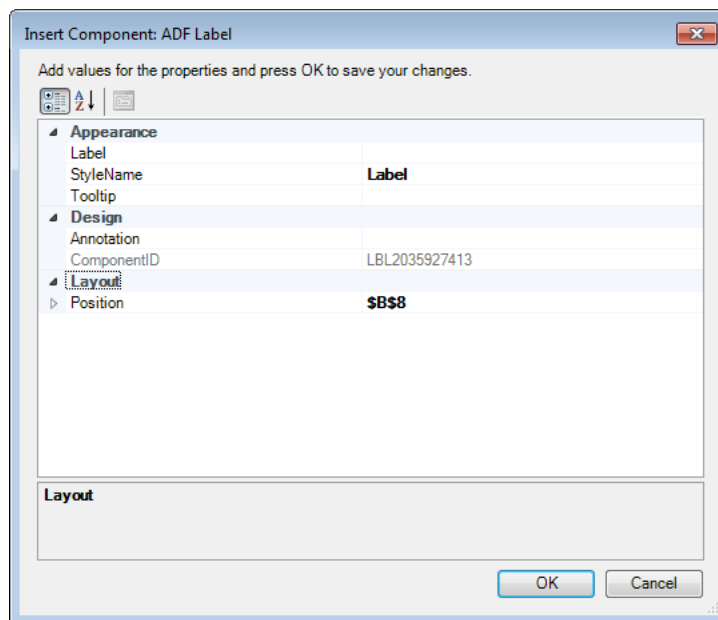 Insert Component: ADF Label
Add values for the properties and press OK to save your changes.
A
Z
Appearance
Label
StyleName Label
Tooltip
Design
Annotation
ComponentID LBL2035927413
Layout
Position $B$8
Layout
OK Cancel